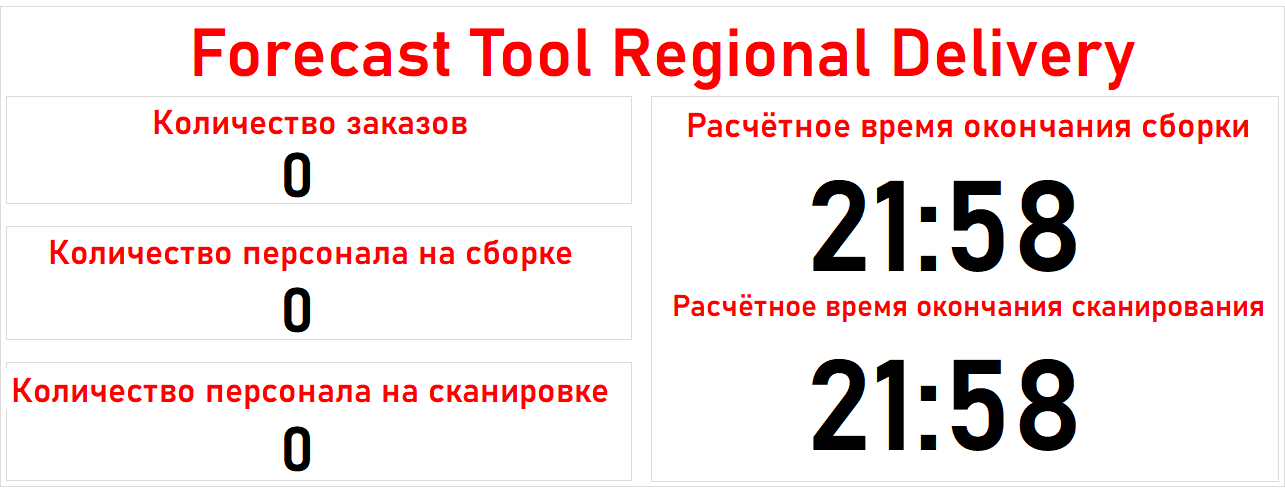 Forecast Tool Regional Delivery
Количество заказов
0
Количество персонала на сборке
0
Количество персонала на сканировке
0
Расчётное время окончания сборки
21:58
Расчётное время окончания сканирования
21:58